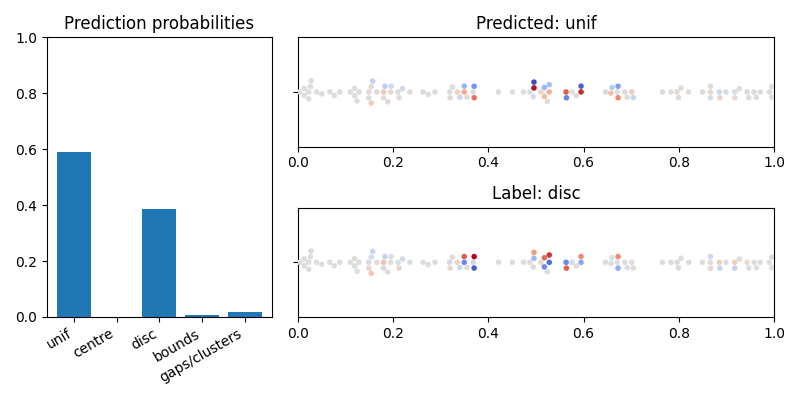 Prediction probabilities
1.0
0.8
0.6
0.4
0.2
0.0
unif
centre
disc
bounds
gaps/clusters
Predicted: unif
0.0 0.2 0.4 0.6 0.8 1.0
Label: disc
0.0 0.2 0.4 0.6 0.8 1.0